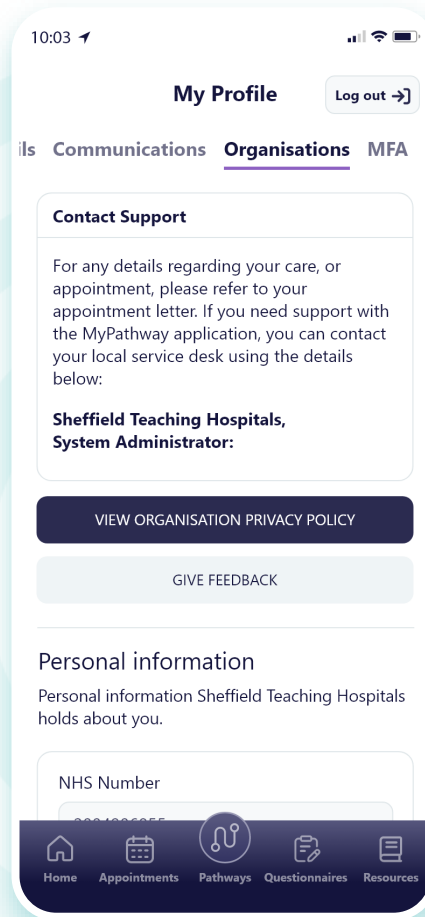 10:03
My Profile
Log out
ils Communications Organisations MFA
Contact Support
For any details regarding your care, or
appointment, please refer to your
appointment letter. If you need support with
the MyPathway application, you can contact
your local service desk using the details
below:
Sheffield Teaching Hospitals,
System Administrator:
VIEW ORGANISATION PRIVACY POLICY
GIVE FEEDBACK
Personal information
Personal information Sheffield Teaching Hospitals
holds about you.
NHS Number
Home Appointments Pathways Questionnaires Resources